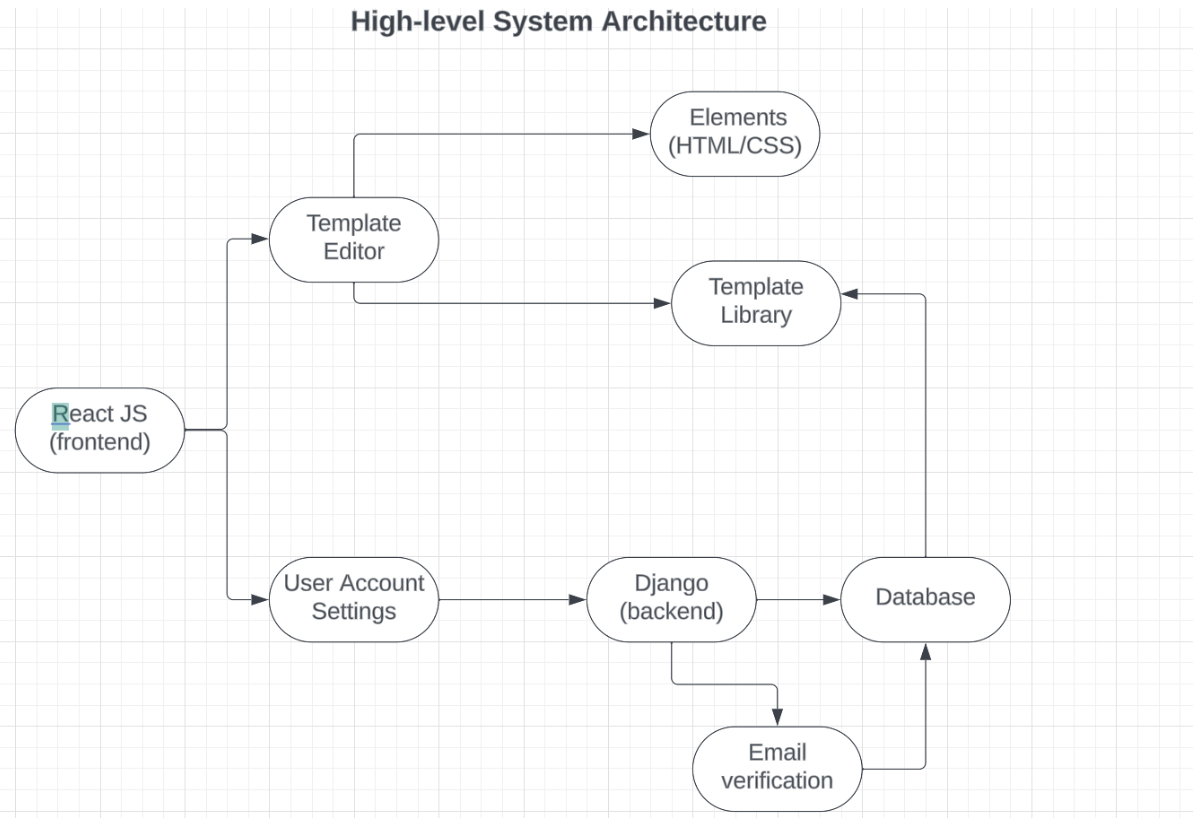 High-level System Architecture
Elements
(HTML/CSS)
Template
Editor
Template
Library
React JS
(frontend)
User Account
Settings
Django
(backend)
Database
Email
verification